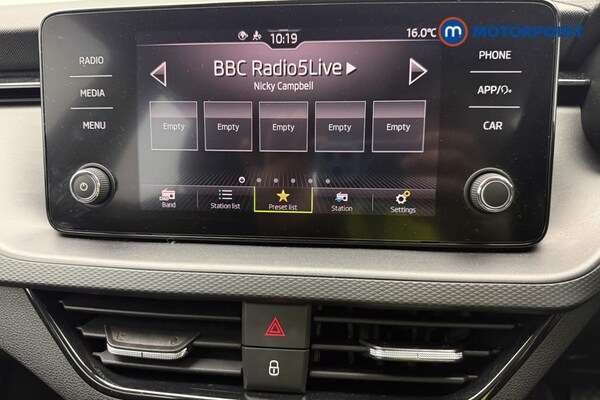 10:19 16.0°C
MOTORPOINT
RADIO
MEDIA
MENU
BBC Radio5Live
Nicky Campbell
Empty Empty Empty Empty Empty
Band Station list Preset list Station Settings
PHONE
APP/
CAR